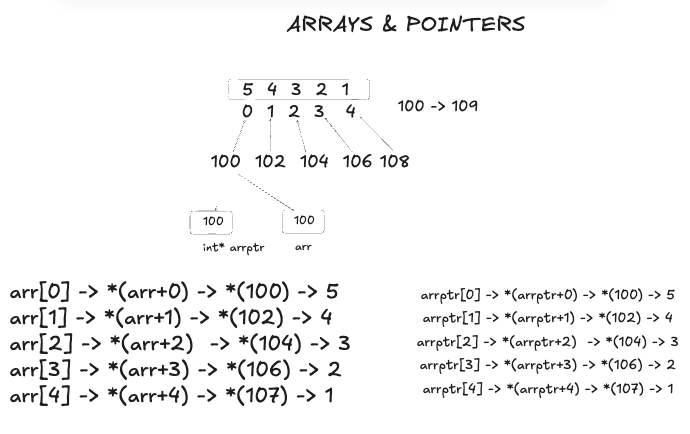 ARRAYS & POINTERS
5 4 3 2 1
0 1 2 3 4
100 -> 109
100 102 104 106 108
100 100
int* arrptr arr
arr[0] -> *(arr+0) -> *(100) -> 5
arr[1] -> *(arr+1) -> *(102) -> 4
arr[2] -> *(arr+2) -> *(104) -> 3
arr[3] -> *(arr+3) -> *(106) -> 2
arr[4] -> *(arr+4) -> *(107) -> 1
arrptr[0] -> *(arrptr+0) -> *(100) -> 5
arrptr[1] -> *(arrptr+1) -> *(102) -> 4
arrptr[2] -> *(arrptr+2) -> *(104) -> 3
arrptr[3] -> *(arrptr+3) -> *(106) -> 2
arrptr[4] -> *(arrptr+4) -> *(107) -> 1